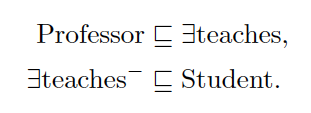 Professor ⊑ ∃teaches,
∃teaches⁻ ⊑ Student.